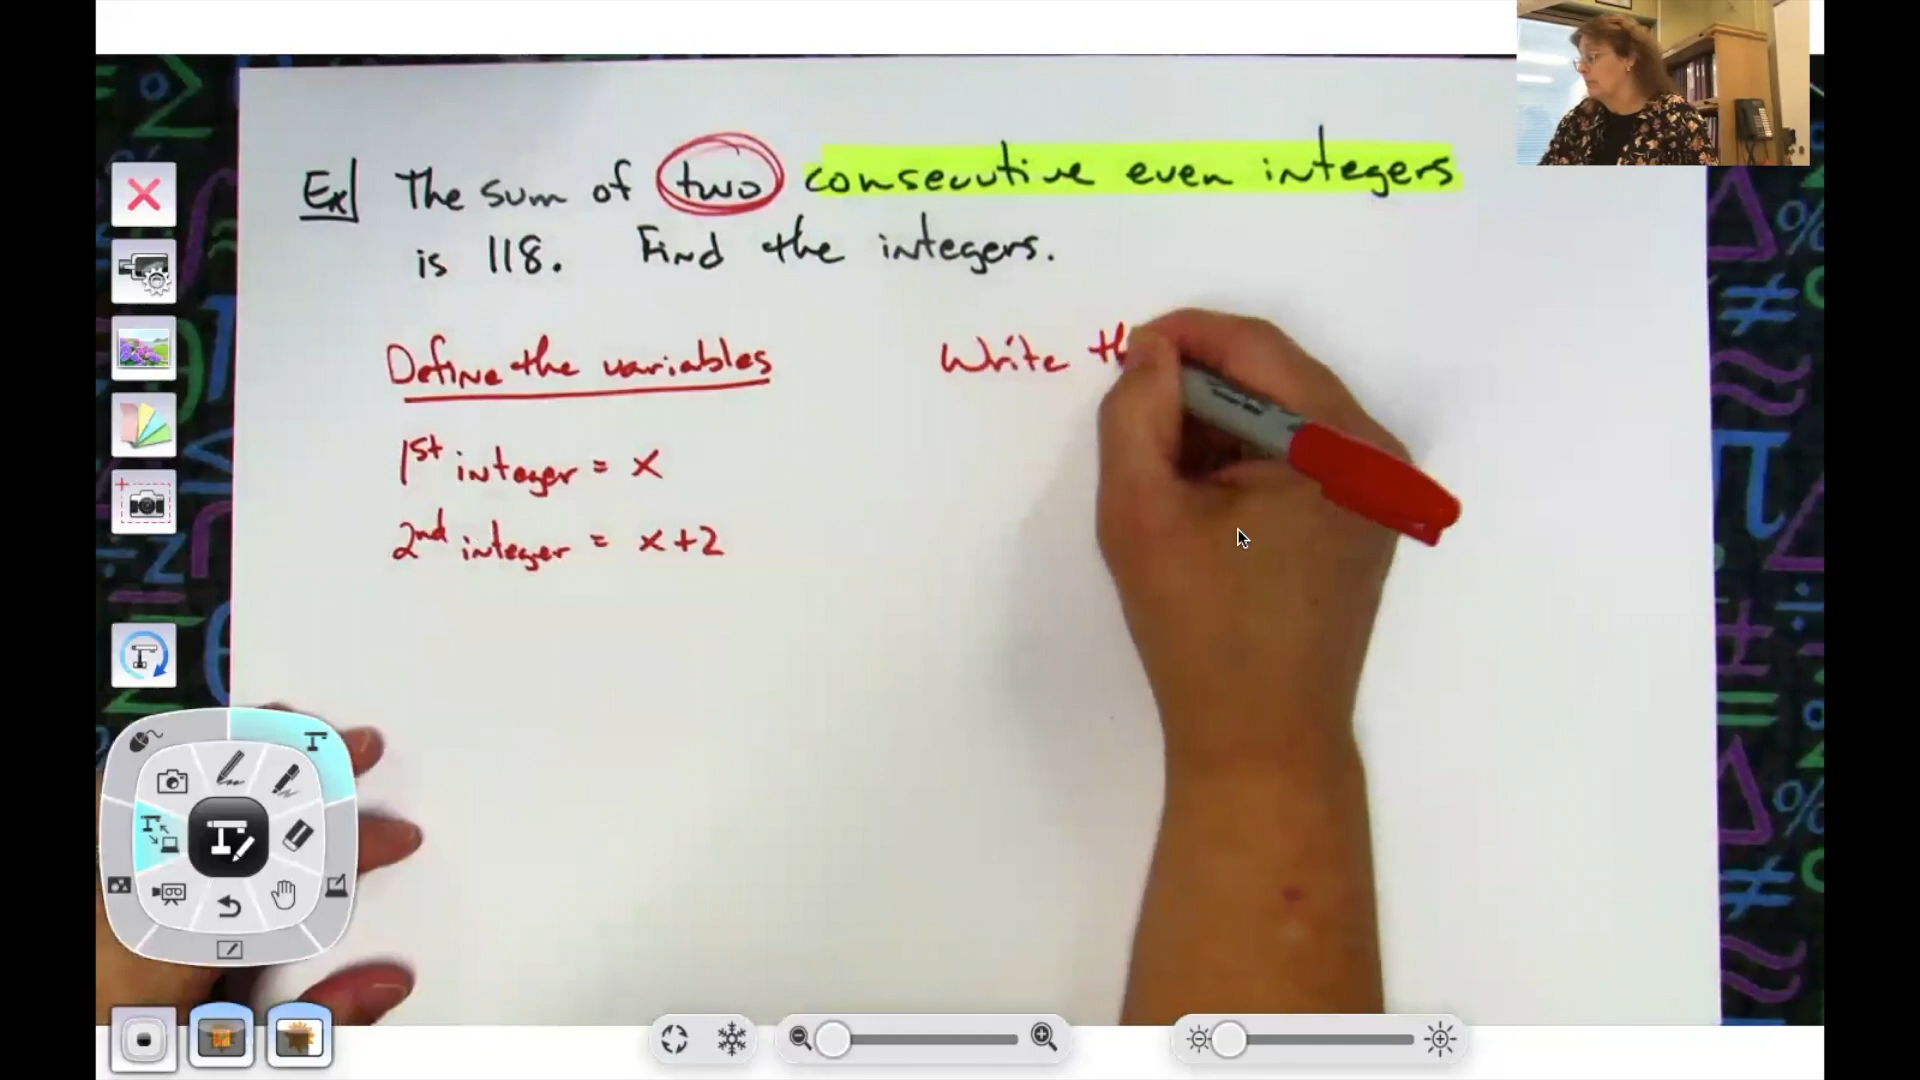 Ex The sum of two consecutive even integers
is 118. Find the integers.
Define the variables
1st integer = x
2nd integer = x+2
Write th